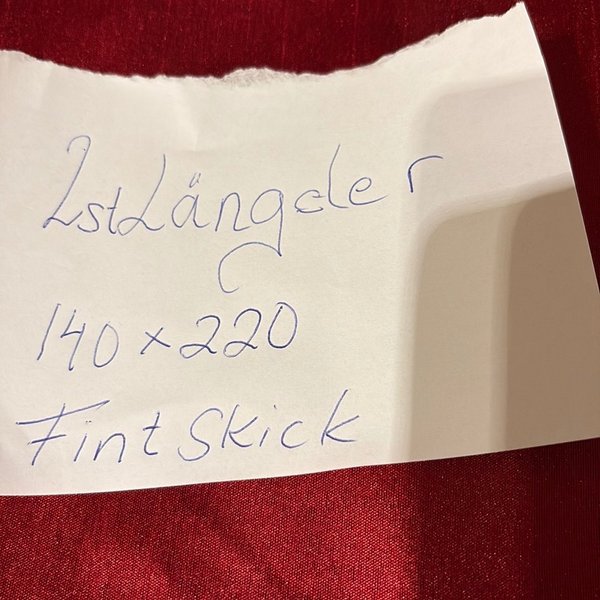 2st Längder
140 x 220
Fint Skick